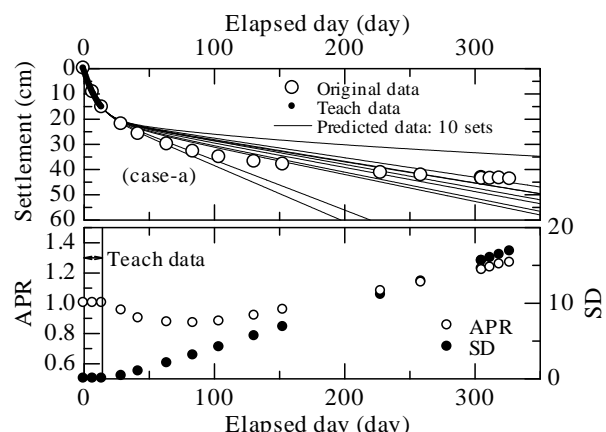 Elapsed day (day)
0 100 200 300
Settlement (cm)
0
10
20
30
40
50
60
Original data
Teach data
Predicted data: 10 sets
(case-a)
APR
1.4
1.2
1.0
0.8
0.6
Teach data
APR
SD
20
10
0
SD
0 100 200 300
Elapsed day (day)